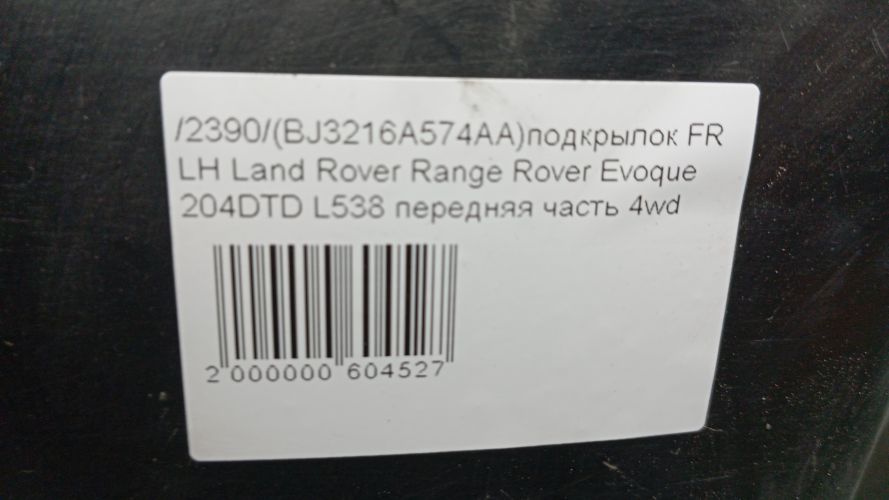 /2390/(BJ3216A574AA)подкрылок FR
LH Land Rover Range Rover Evoque
204DTD L538 передняя часть 4wd
2 000000 604527